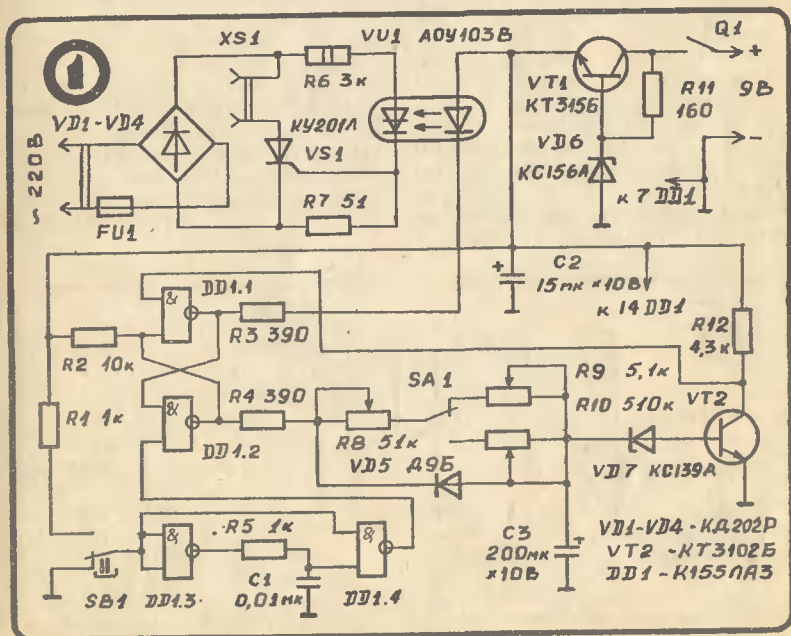 1
XS1
VU1 АОУ103В
Q1
R6 3к
+
VT1
КТ315Б
R11
160
9В
VD1-VD4
КУ201Л
VS1
VD6
КС156А
-
к 7 DD1
~ 220В
R7 51
FU1
C2
15мк ×10В
к 14 DD1
DD1.1
&
R3 390
R2 10к
R12
4,3к
SA1
R9 5,1к
R10 510к
VT2
R4 390
&
R1 1к
DD1.2
R8 51к
VD5 Д9Б
VD7 КС139А
R5 1к
&
&
C3
200мк
×10В
C1
0,01мк
SB1
DD1.3
DD1.4
VD1-VD4 - КД202Р
VT2 - КТ3102Б
DD1 - К155ЛА3